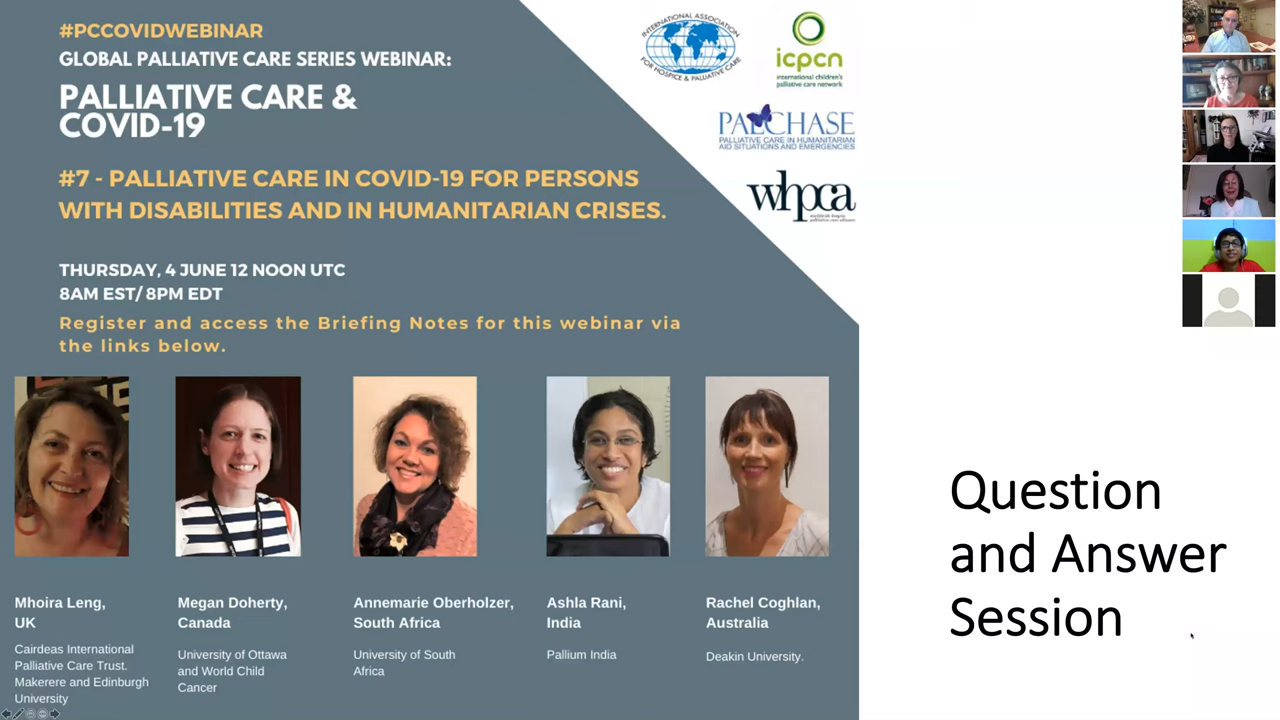 #PCCOVIDWEBINAR
GLOBAL PALLIATIVE CARE SERIES WEBINAR:
PALLIATIVE CARE &
COVID-19
#7 - PALLIATIVE CARE IN COVID-19 FOR PERSONS
WITH DISABILITIES AND IN HUMANITARIAN CRISES.
THURSDAY, 4 JUNE 12 NOON UTC
8AM EST/ 8PM EDT
Register and access the Briefing Notes for this webinar via
the links below.
INTERNATIONAL ASSOCIATION
FOR HOSPICE & PALLIATIVE CARE
icpcn
international children's
palliative care network
PALCHASE
PALLIATIVE CARE IN HUMANITARIAN
AID SITUATIONS AND EMERGENCIES
whpca
Mhoira Leng,
UK
Cairdeas International
Palliative Care Trust.
Makerere and Edinburgh
University
Megan Doherty,
Canada
University of Ottawa
and World Child
Cancer
Annemarie Oberholzer,
South Africa
University of South
Africa
Ashla Rani,
India
Pallium India
Rachel Coghlan,
Australia
Deakin University.
Question
and Answer
Session